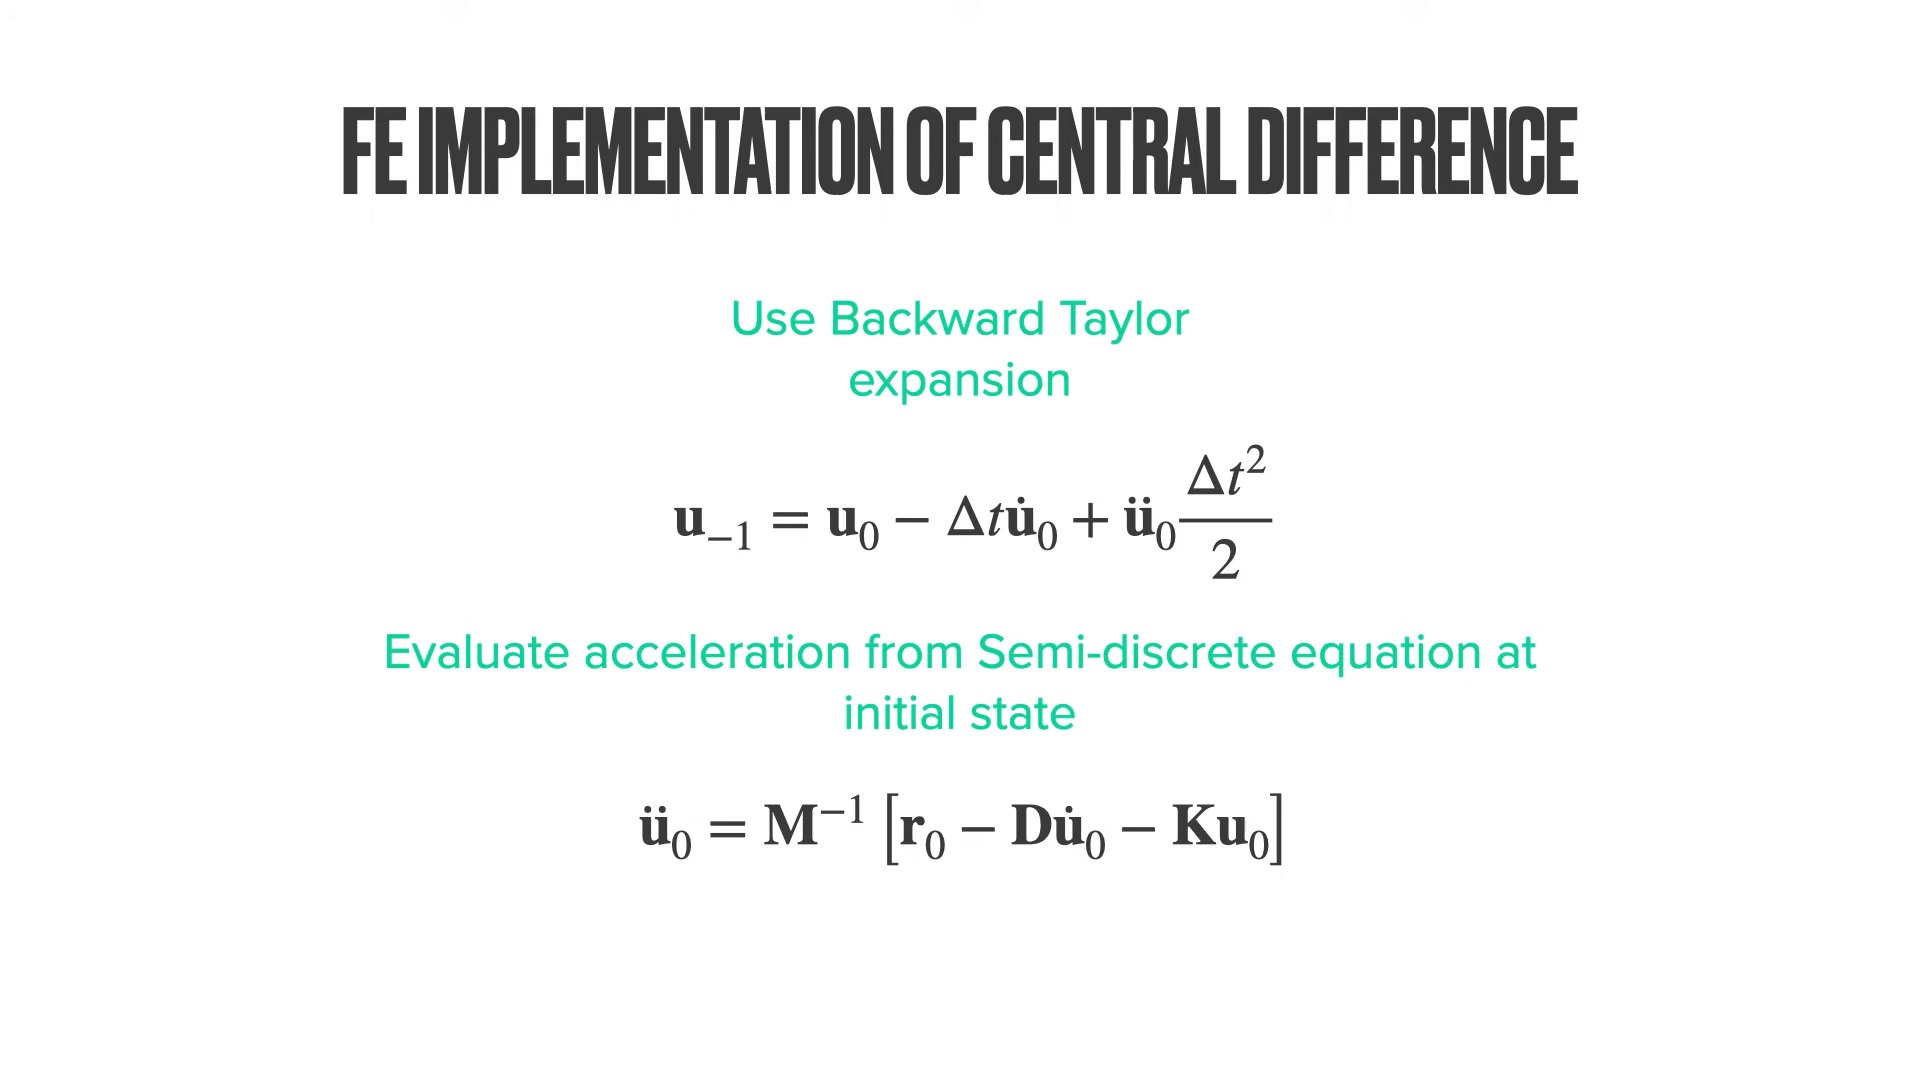 FE IMPLEMENTATION OF CENTRAL DIFFERENCE
Use Backward Taylor
expansion
𝐮₋₁ = 𝐮₀ − Δt𝐮̇₀ + 𝐮̈₀ Δt²/2
Evaluate acceleration from Semi-discrete equation at
initial state
𝐮̈₀ = 𝐌⁻¹ [𝐫₀ − 𝐃𝐮̇₀ − 𝐊𝐮₀]